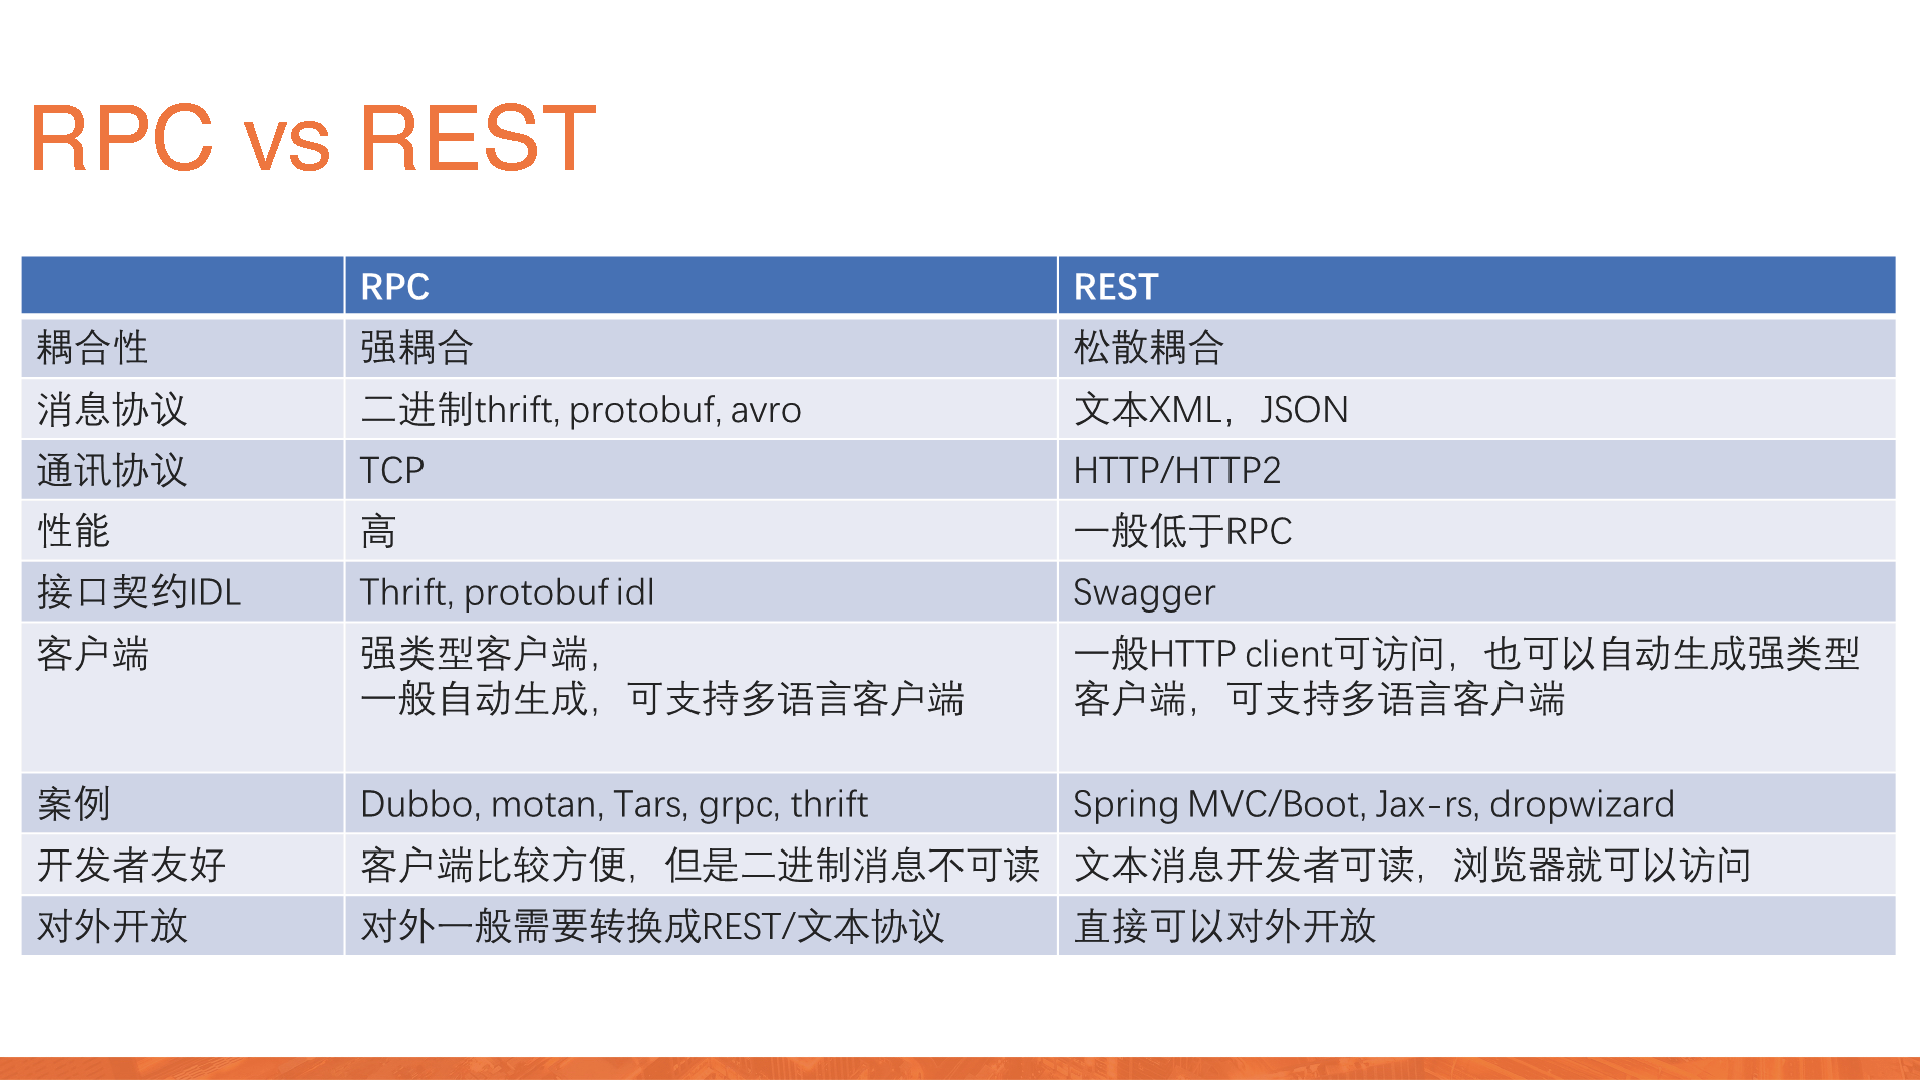 RPC vs REST
RPC REST
耦合性 强耦合 松散耦合
消息协议 二进制thrift, protobuf, avro 文本XML，JSON
通讯协议 TCP HTTP/HTTP2
性能 高 一般低于RPC
接口契约IDL Thrift, protobuf idl Swagger
客户端 强类型客户端， 一般HTTP client可访问，也可以自动生成强类型
一般自动生成，可支持多语言客户端 客户端，可支持多语言客户端
案例 Dubbo, motan, Tars, grpc, thrift Spring MVC/Boot, Jax-rs, dropwizard
开发者友好 客户端比较方便，但是二进制消息不可读 文本消息开发者可读，浏览器就可以访问
对外开放 对外一般需要转换成REST/文本协议 直接可以对外开放